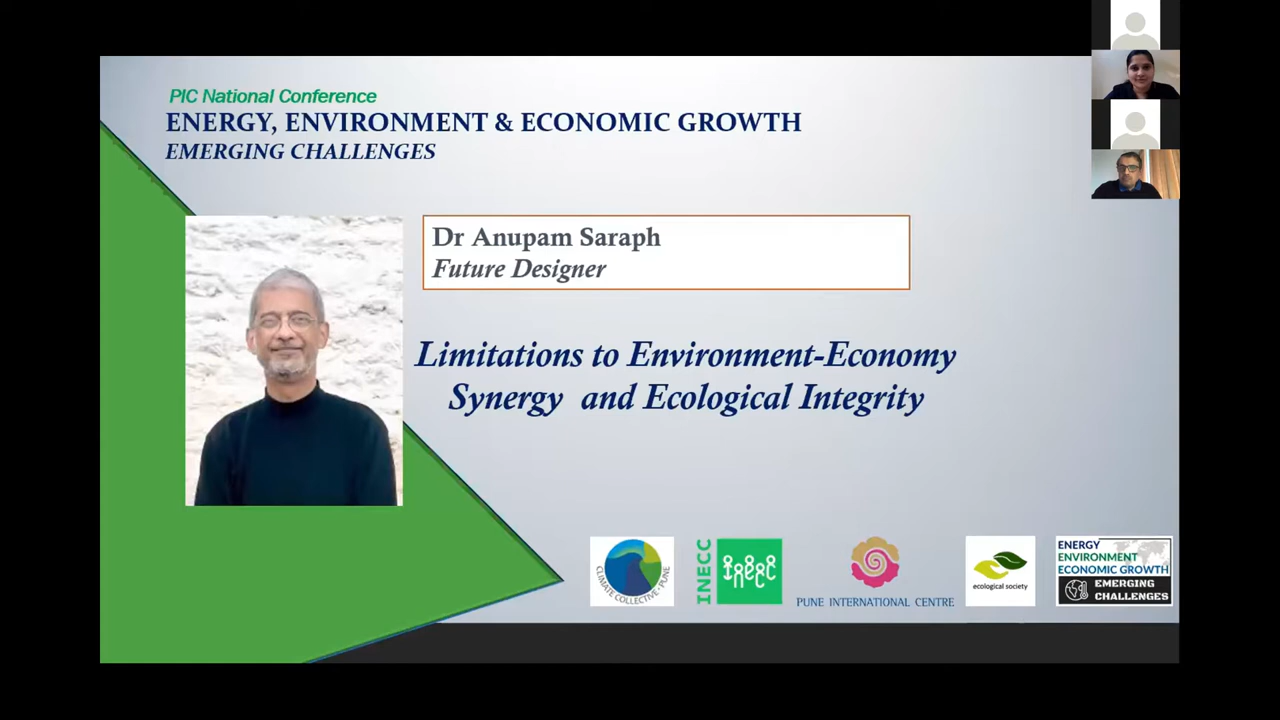 PIC National Conference
ENERGY, ENVIRONMENT & ECONOMIC GROWTH
EMERGING CHALLENGES
Dr Anupam Saraph
Future Designer
Limitations to Environment-Economy
Synergy and Ecological Integrity
CLIMATE COLLECTIVE - PUNE
INECC
PUNE INTERNATIONAL CENTRE
ecological society
ENERGY
ENVIRONMENT
ECONOMIC GROWTH
EMERGING
CHALLENGES